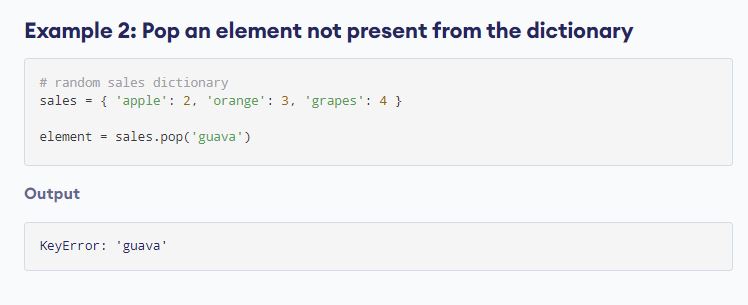 Example 2: Pop an element not present from the dictionary
# random sales dictionary
sales = { 'apple': 2, 'orange': 3, 'grapes': 4 }
element = sales.pop('guava')
Output
KeyError: 'guava'